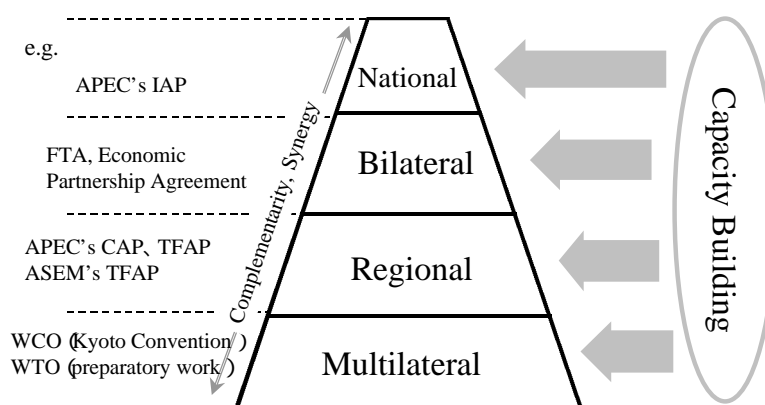 e.g.
APEC’s IAP
National
FTA, Economic
Partnership Agreement
Bilateral
APEC’s CAP、TFAP
ASEM’s TFAP
Regional
WCO (Kyoto Convention)
WTO (preparatory work)
Multilateral
Complementarity, Synergy
Capacity Building